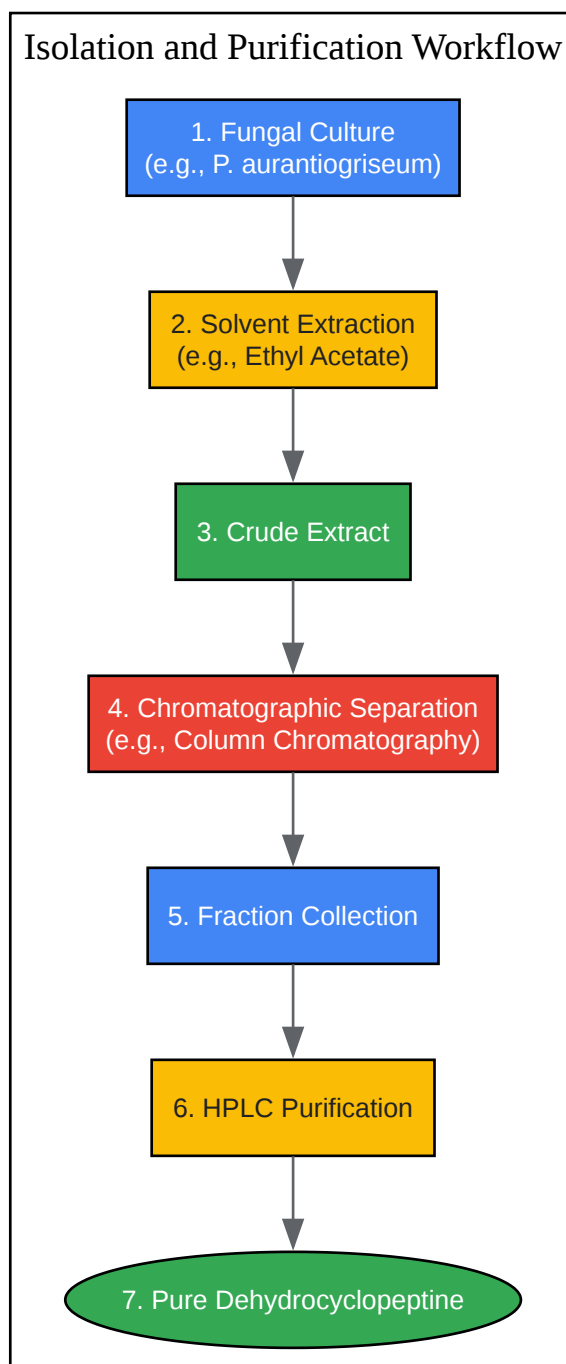 Isolation and Purification Workflow
1. Fungal Culture
(e.g., P. aurantiogriseum)
2. Solvent Extraction
(e.g., Ethyl Acetate)
3. Crude Extract
4. Chromatographic Separation
(e.g., Column Chromatography)
5. Fraction Collection
6. HPLC Purification
7. Pure Dehydrocyclopeptine